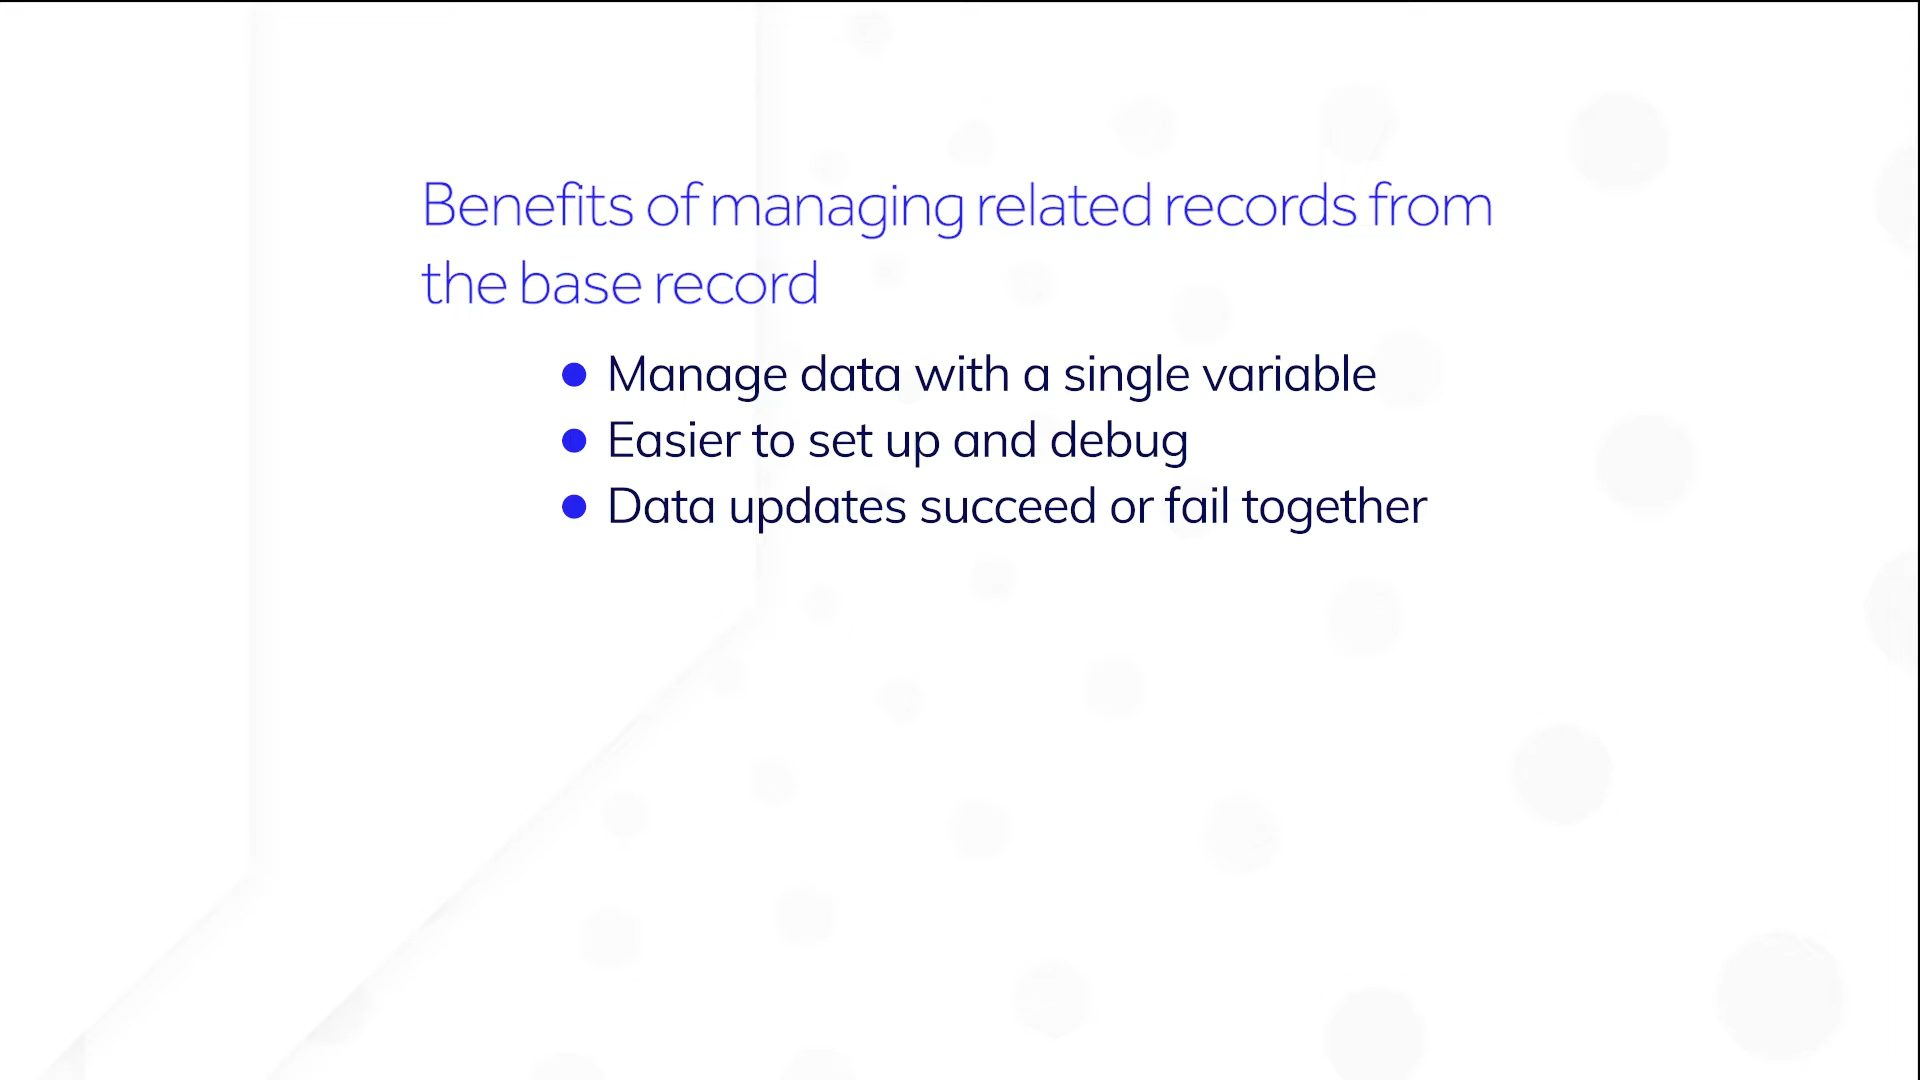 Benefits of managing related records from
the base record
Manage data with a single variable
Easier to set up and debug
Data updates succeed or fail together